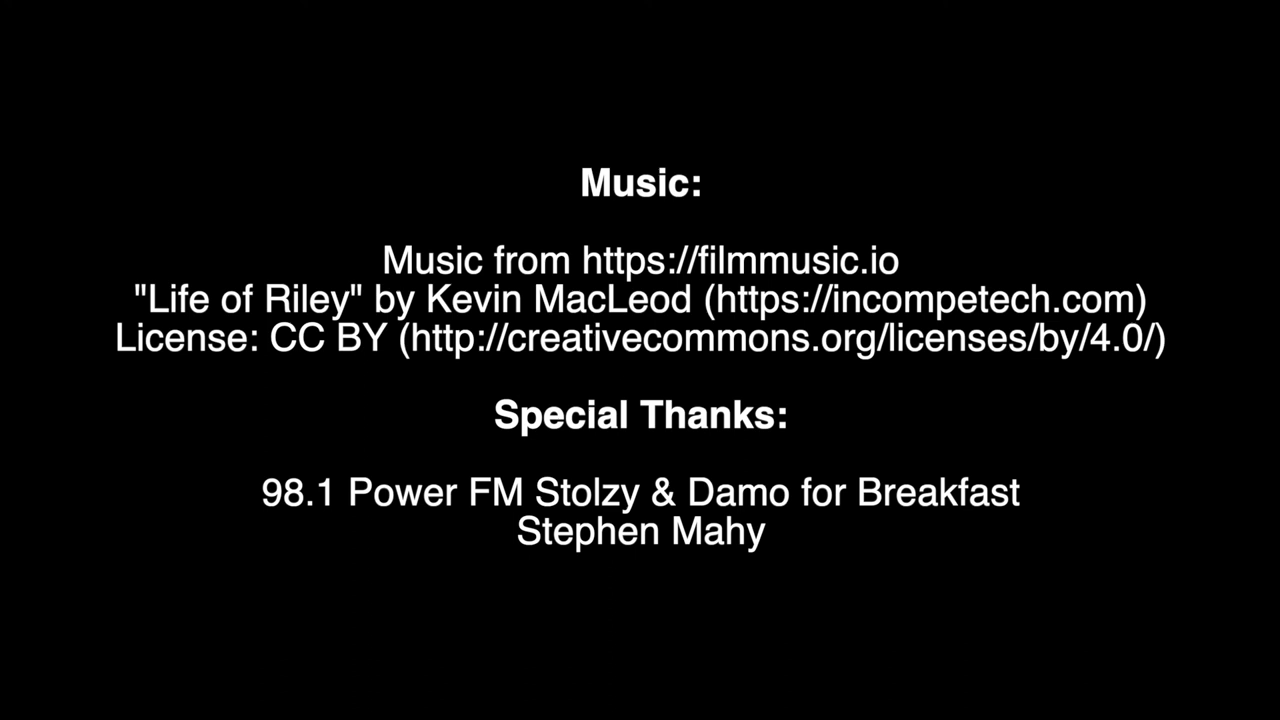 Music:
Music from https://filmmusic.io
"Life of Riley" by Kevin MacLeod (https://incompetech.com)
License: CC BY (http://creativecommons.org/licenses/by/4.0/)
Special Thanks:
98.1 Power FM Stolzy & Damo for Breakfast
Stephen Mahy